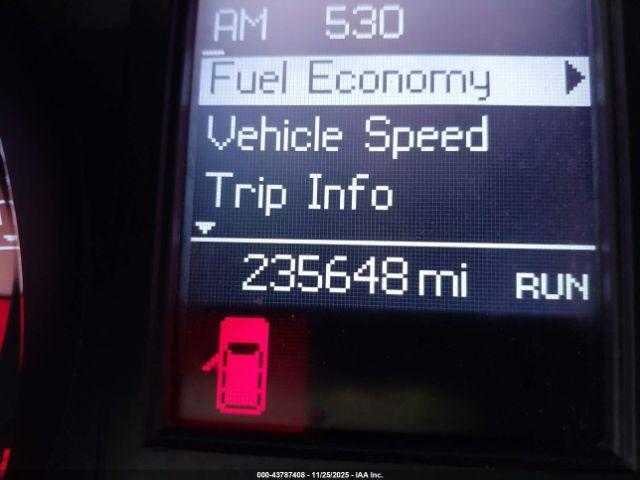 AM 530
Fuel Economy
Vehicle Speed
Trip Info
235648 mi RUN
000-43787408 - 11/25/2025 - IAA Inc.